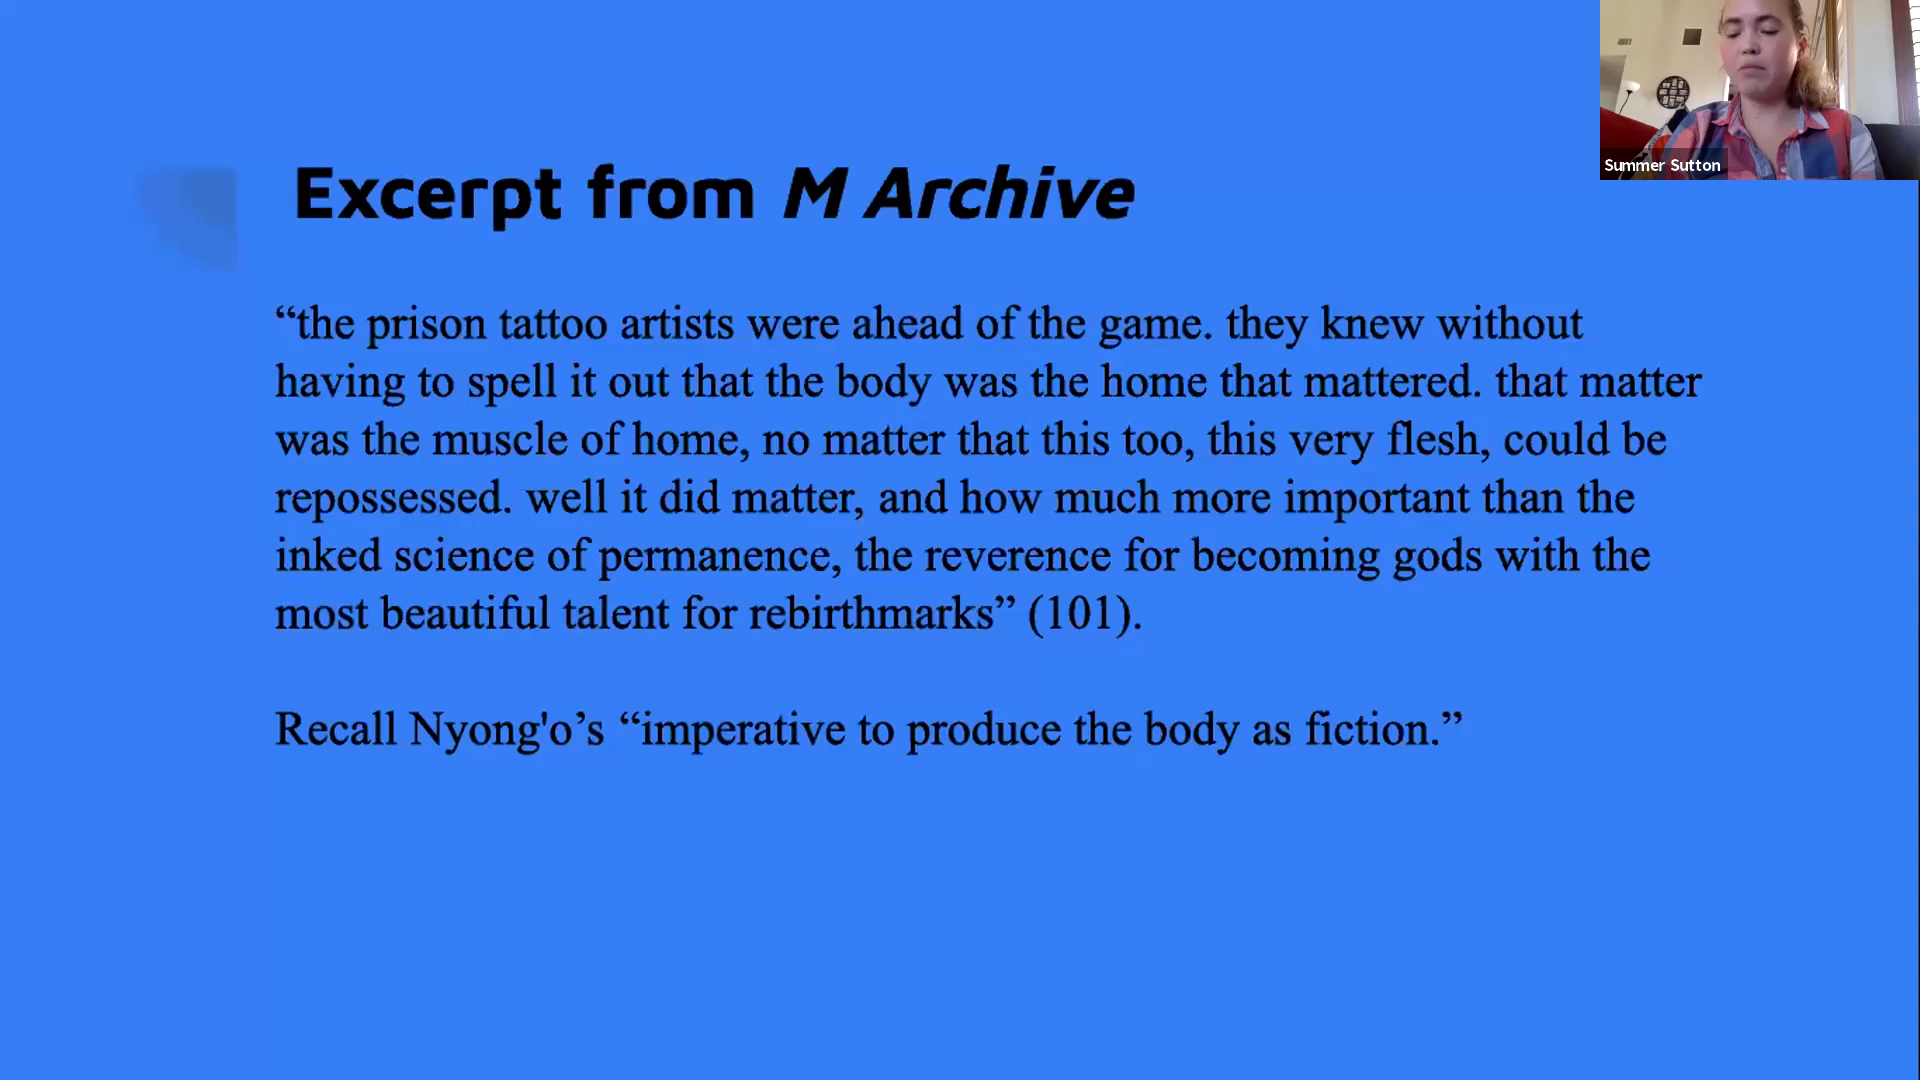 Summer Sutton
Excerpt from M Archive
“the prison tattoo artists were ahead of the game. they knew without
having to spell it out that the body was the home that mattered. that matter
was the muscle of home, no matter that this too, this very flesh, could be
repossessed. well it did matter, and how much more important than the
inked science of permanence, the reverence for becoming gods with the
most beautiful talent for rebirthmarks” (101).
Recall Nyong'o’s “imperative to produce the body as fiction.”